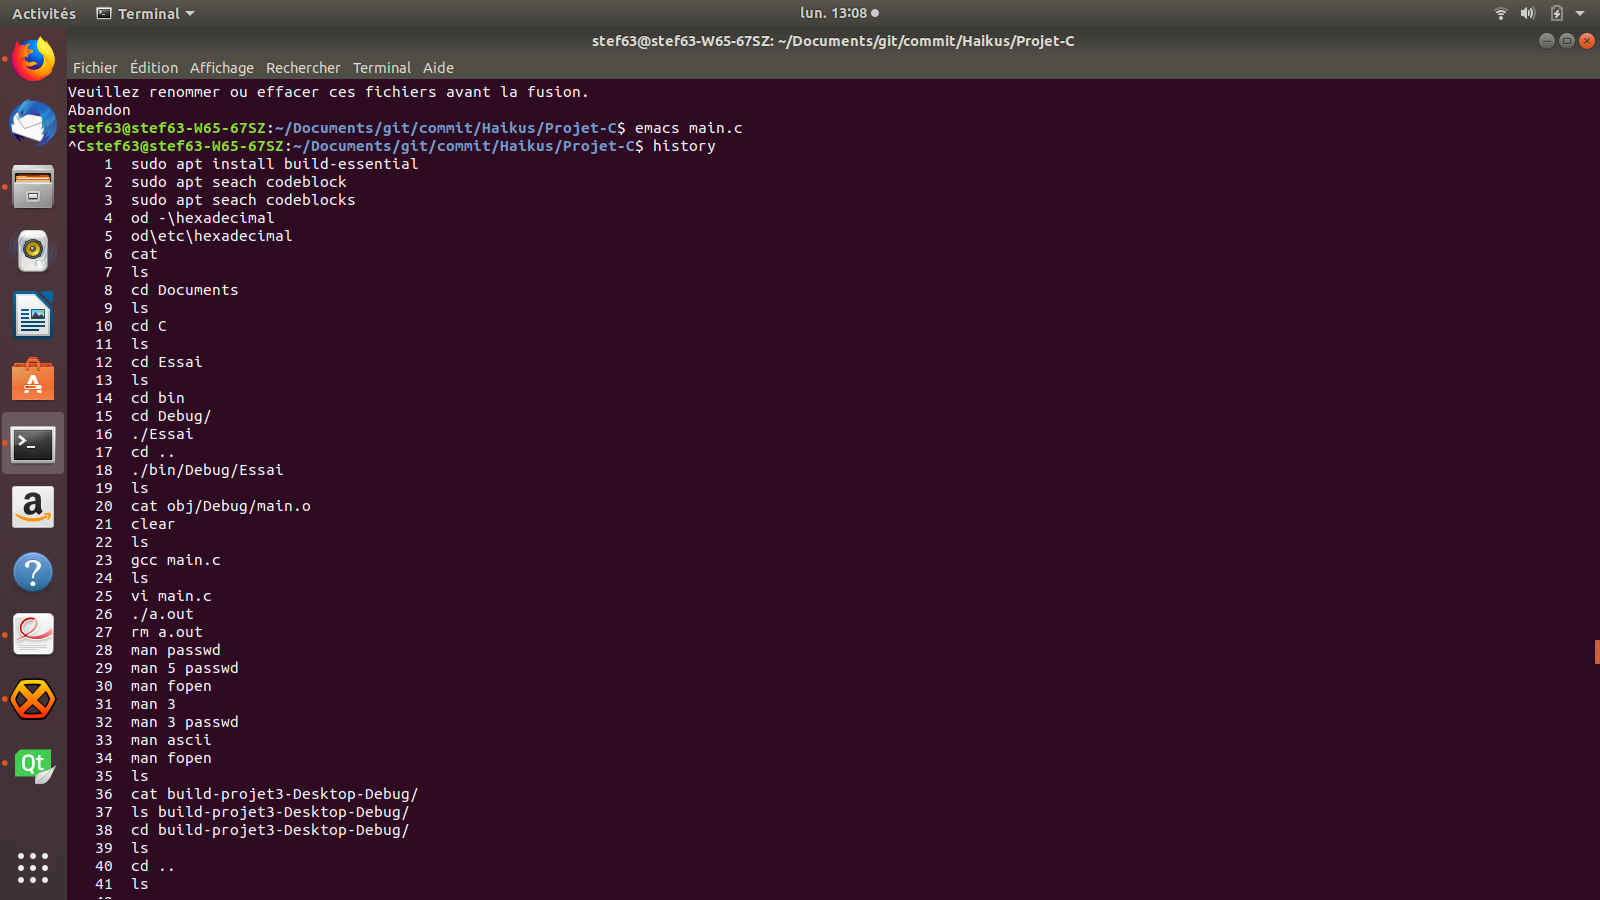 Activités Terminal lun. 13:08
stef63@stef63-W65-67SZ: ~/Documents/git/commit/Haikus/Projet-C
Fichier Édition Affichage Rechercher Terminal Aide
Veuillez renommer ou effacer ces fichiers avant la fusion.
Abandon
stef63@stef63-W65-67SZ:~/Documents/git/commit/Haikus/Projet-C$ emacs main.c
^Cstef63@stef63-W65-67SZ:~/Documents/git/commit/Haikus/Projet-C$ history
1 sudo apt install build-essential
2 sudo apt seach codeblock
3 sudo apt seach codeblocks
4 od -\hexadecimal
5 od\etc\hexadecimal
6 cat
7 ls
8 cd Documents
9 ls
10 cd C
11 ls
12 cd Essai
13 ls
14 cd bin
15 cd Debug/
16 ./Essai
17 cd ..
18 ./bin/Debug/Essai
19 ls
20 cat obj/Debug/main.o
21 clear
22 ls
23 gcc main.c
24 ls
25 vi main.c
26 ./a.out
27 rm a.out
28 man passwd
29 man 5 passwd
30 man fopen
31 man 3
32 man 3 passwd
33 man ascii
34 man fopen
35 ls
36 cat build-projet3-Desktop-Debug/
37 ls build-projet3-Desktop-Debug/
38 cd build-projet3-Desktop-Debug/
39 ls
40 cd ..
41 ls
Qt